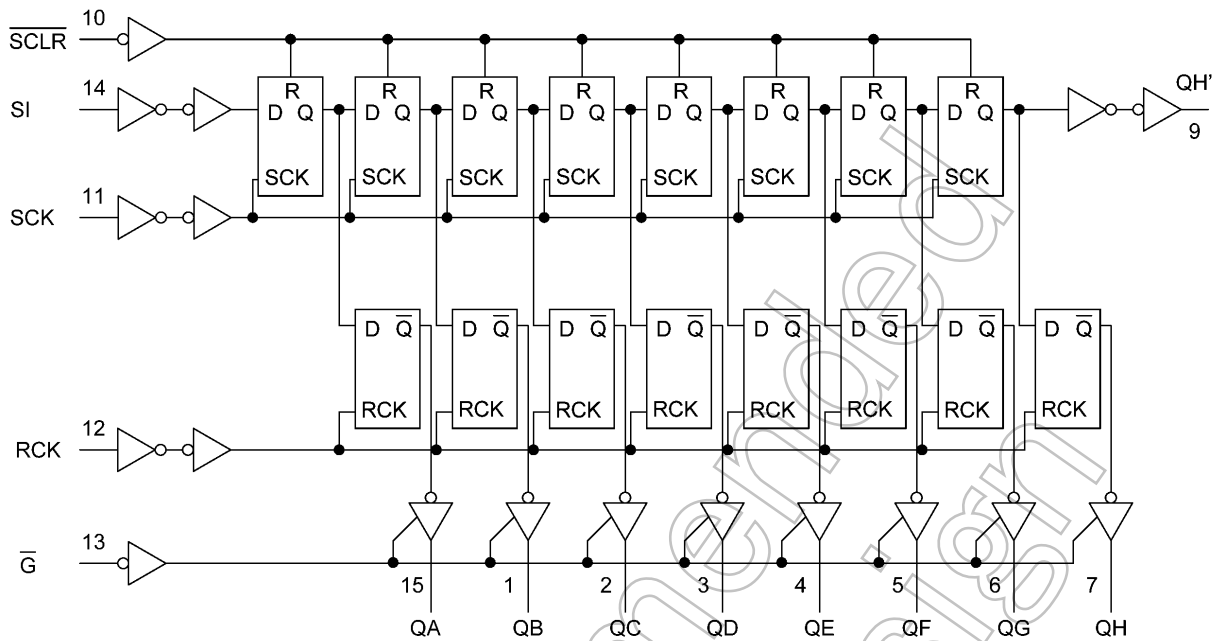 10
SCLR
R R R R R R R R
14
SI
D Q D Q D Q D Q D Q D Q D Q D Q
QH'
9
SCK SCK SCK SCK SCK SCK SCK SCK
11
SCK
D Q D Q D Q D Q D Q D Q D Q D Q
RCK RCK RCK RCK RCK RCK RCK RCK
12
RCK
13
G
15 1 2 3 4 5 6 7
QA QB QC QD QE QF QG QH
mended
sign